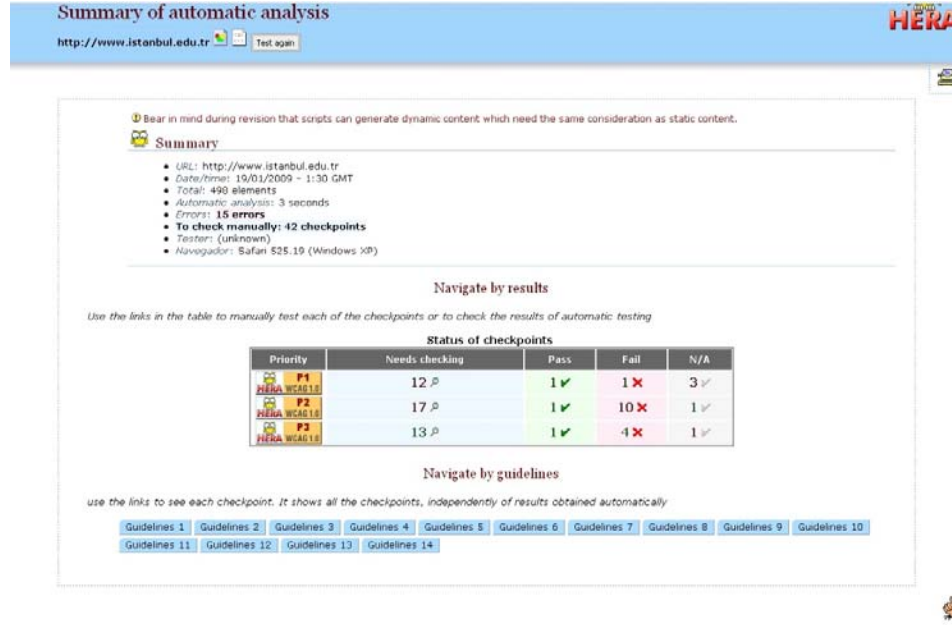 Summary of automatic analysis
HERA
http://www.istanbul.edu.tr Test again
Bear in mind during revision that scripts can generate dynamic content which need the same consideration as static content.
Summary
URL: http://www.istanbul.edu.tr
Date/time: 19/01/2009 - 1:30 GMT
Total: 498 elements
Automatic analysis: 3 seconds
Errors: 15 errors
To check manually: 42 checkpoints
Tester: (unknown)
Navegador: Safari 525.19 (Windows XP)
Navigate by results
Use the links in the table to manually test each of the checkpoints or to check the results of automatic testing
Status of checkpoints
Priority Needs checking Pass Fail N/A
P1 HERA WCAG 1.0 12 1 1 3
P2 HERA WCAG 1.0 17 1 10 1
P3 HERA WCAG 1.0 13 1 4 1
Navigate by guidelines
use the links to see each checkpoint. It shows all the checkpoints, independently of results obtained automatically
Guidelines 1 Guidelines 2 Guidelines 3 Guidelines 4 Guidelines 5 Guidelines 6 Guidelines 7 Guidelines 8 Guidelines 9 Guidelines 10
Guidelines 11 Guidelines 12 Guidelines 13 Guidelines 14